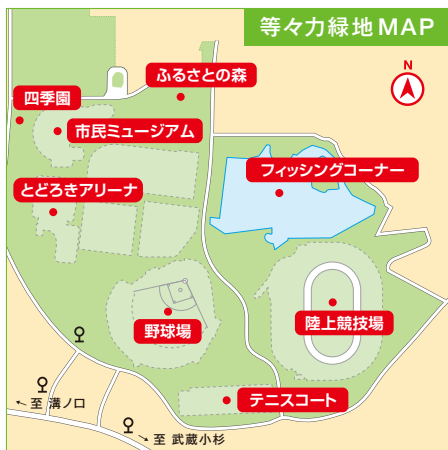 等々力緑地MAP
N
ふるさとの森
四季園
市民ミュージアム
フィッシングコーナー
とどろきアリーナ
野球場
陸上競技場
テニスコート
← 至 溝ノ口
→ 至 武蔵小杉